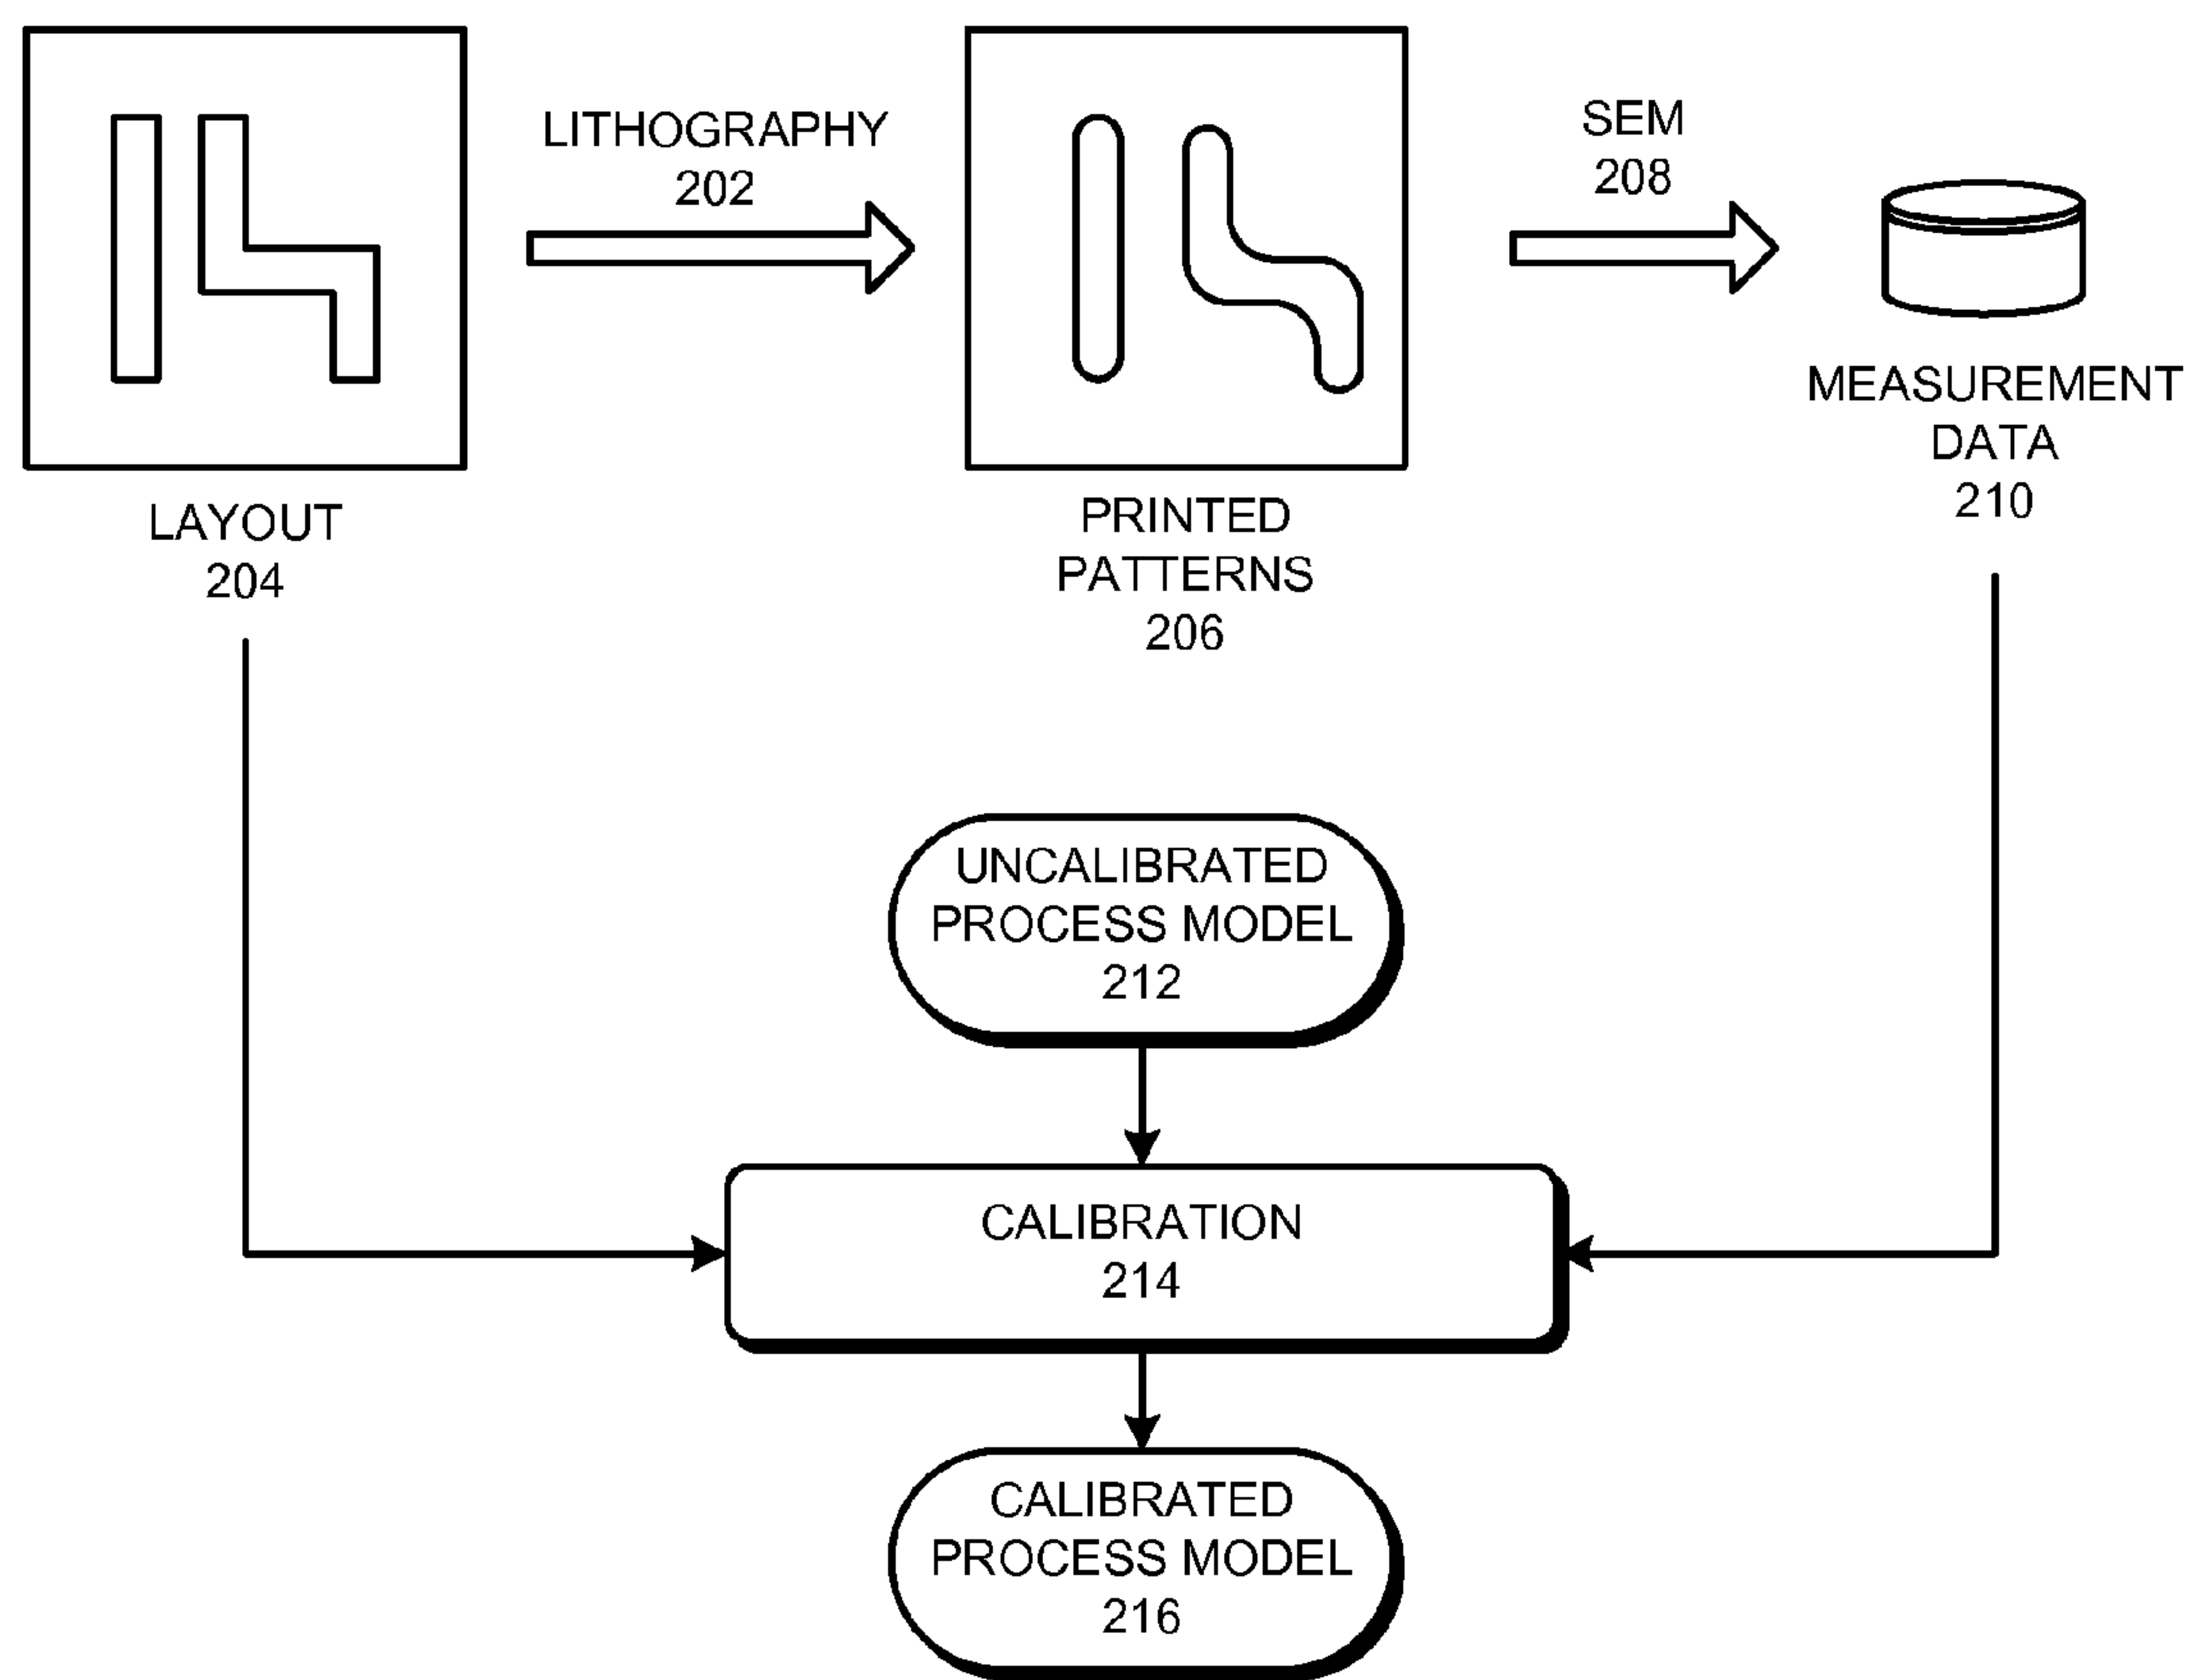 LITHOGRAPHY
202
SEM
208
LAYOUT
204
PRINTED
PATTERNS
206
MEASUREMENT
DATA
210
UNCALIBRATED
PROCESS MODEL
212
CALIBRATION
214
CALIBRATED
PROCESS MODEL
216